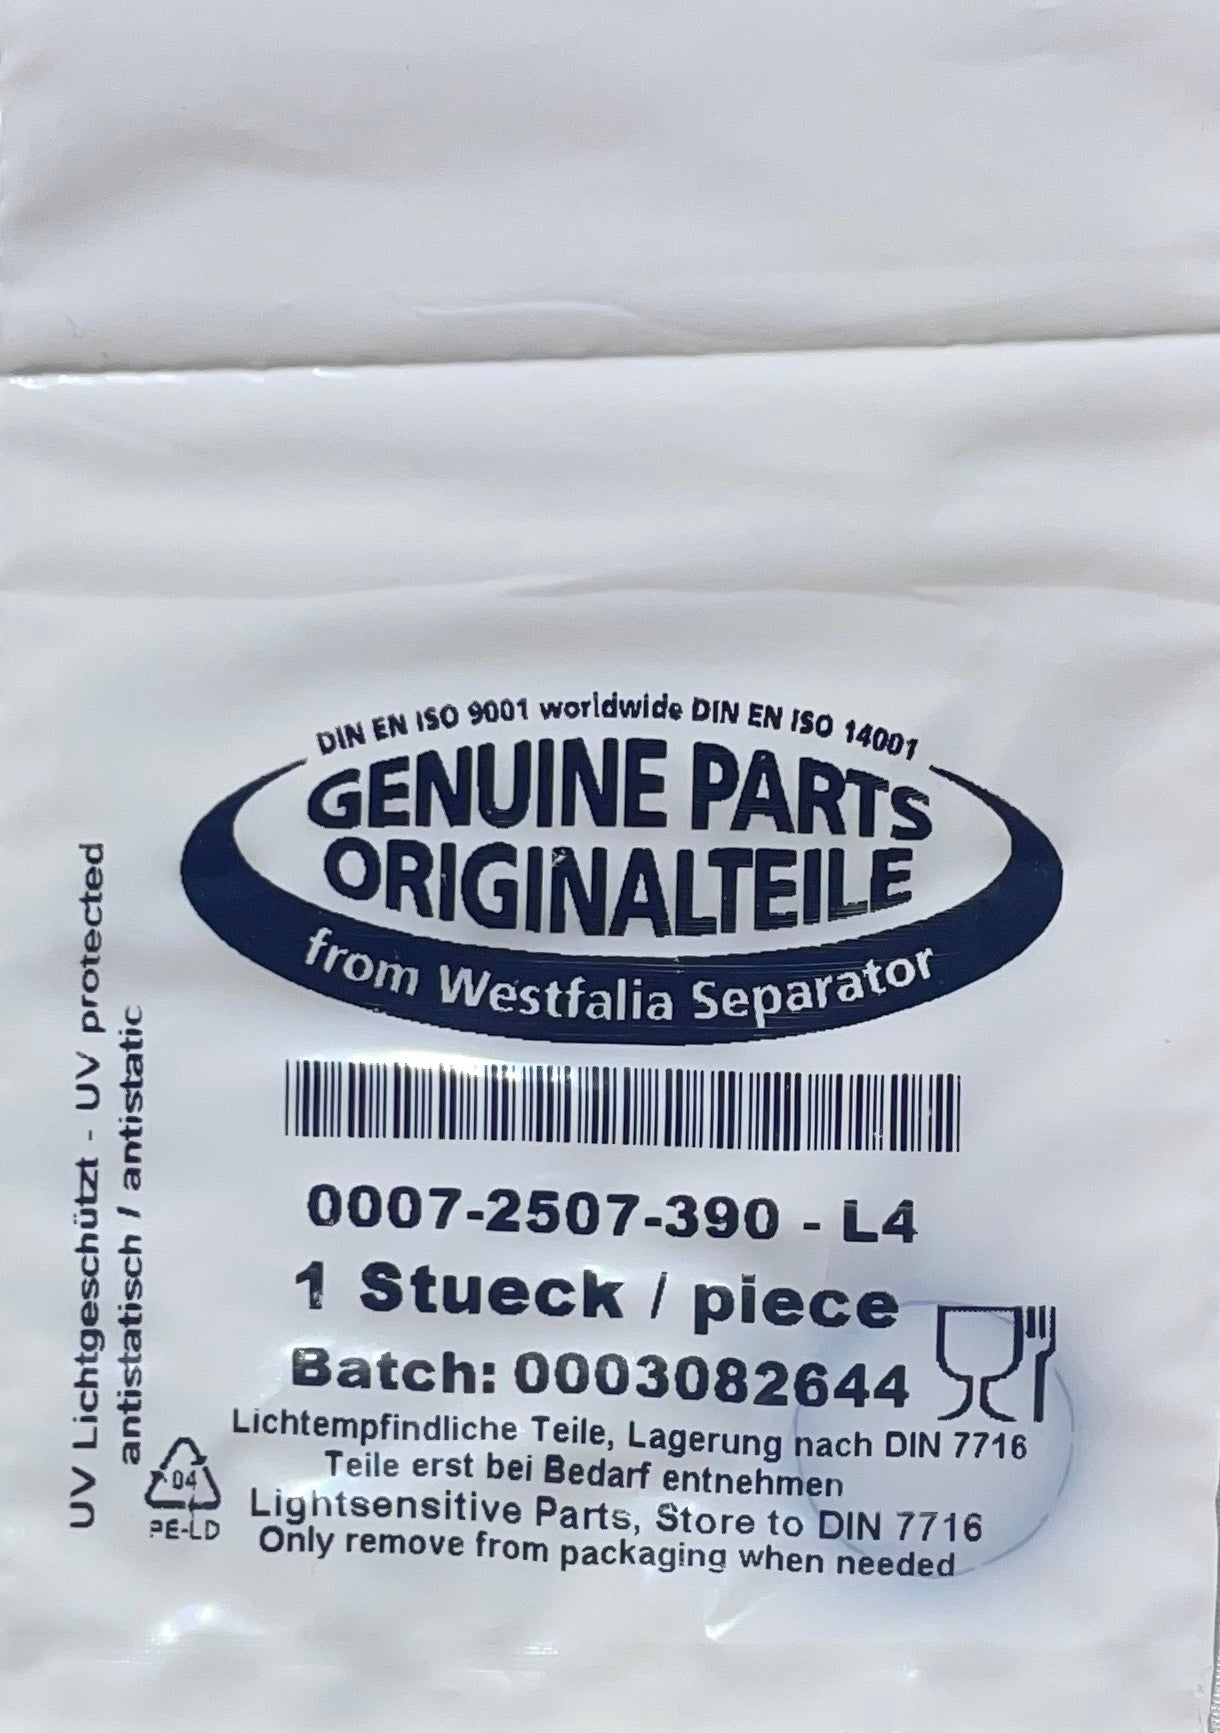 DIN EN ISO 9001 worldwide DIN EN ISO 14001
GENUINE PARTS
ORIGINALTEILE
from Westfalia Separator
0007-2507-390 - L4
1 Stueck / piece
Batch: 0003082644
Lichtempfindliche Teile, Lagerung nach DIN 7716
Teile erst bei Bedarf entnehmen
Lightsensitive Parts, Store to DIN 7716
Only remove from packaging when needed
UV Lichtgeschützt - UV protected
antistatisch / antistatic
04
PE-LD